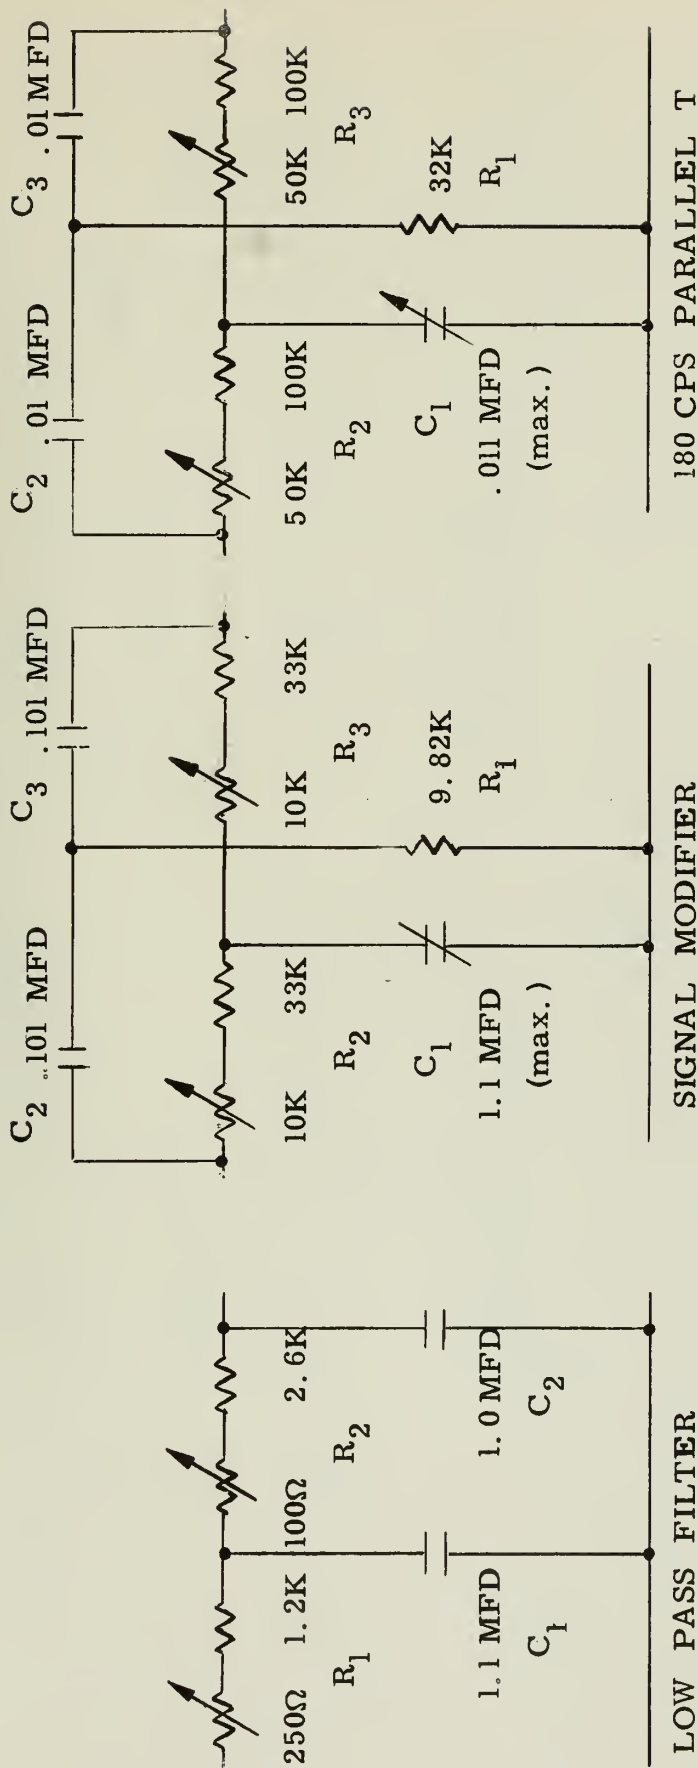 250Ω 1.2K 100Ω 2.6K
R1 R2
1.1 MFD 1.0 MFD
C1 C2
LOW PASS FILTER
C2 .101 MFD C3 .101 MFD
10K 33K 10K 33K
R2 R3
C1 9.82K
1.1 MFD R1
(max.)
SIGNAL MODIFIER
C2 .01 MFD C3 .01 MFD
50K 100K 50K 100K
R2 R3
C1 32K
.011 MFD R1
(max.)
180 CPS PARALLEL T